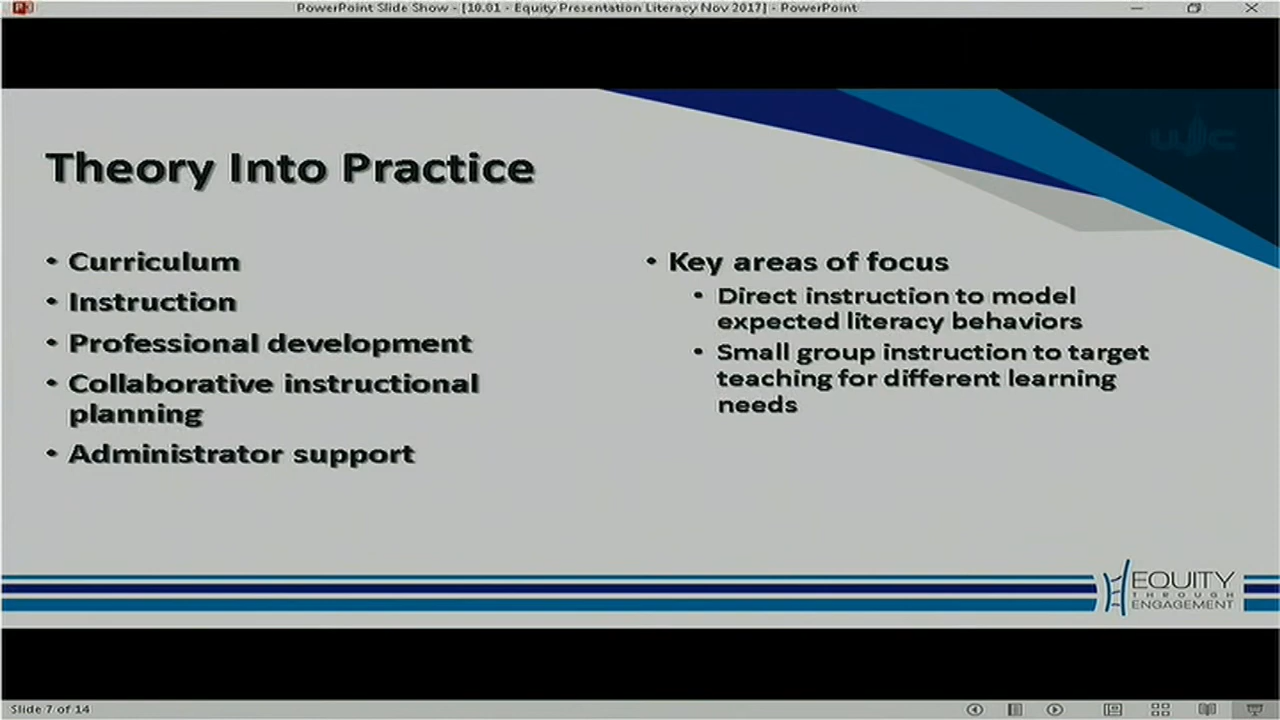 PowerPoint Slide Show - [10.01 - Equity Presentation Literacy Nov 2017] - PowerPoint
Theory Into Practice
• Curriculum
• Instruction
• Professional development
• Collaborative instructional
planning
• Administrator support
• Key areas of focus
• Direct instruction to model
expected literacy behaviors
• Small group instruction to target
teaching for different learning
needs
EQUITY
THROUGH
ENGAGEMENT
Slide 7 of 14